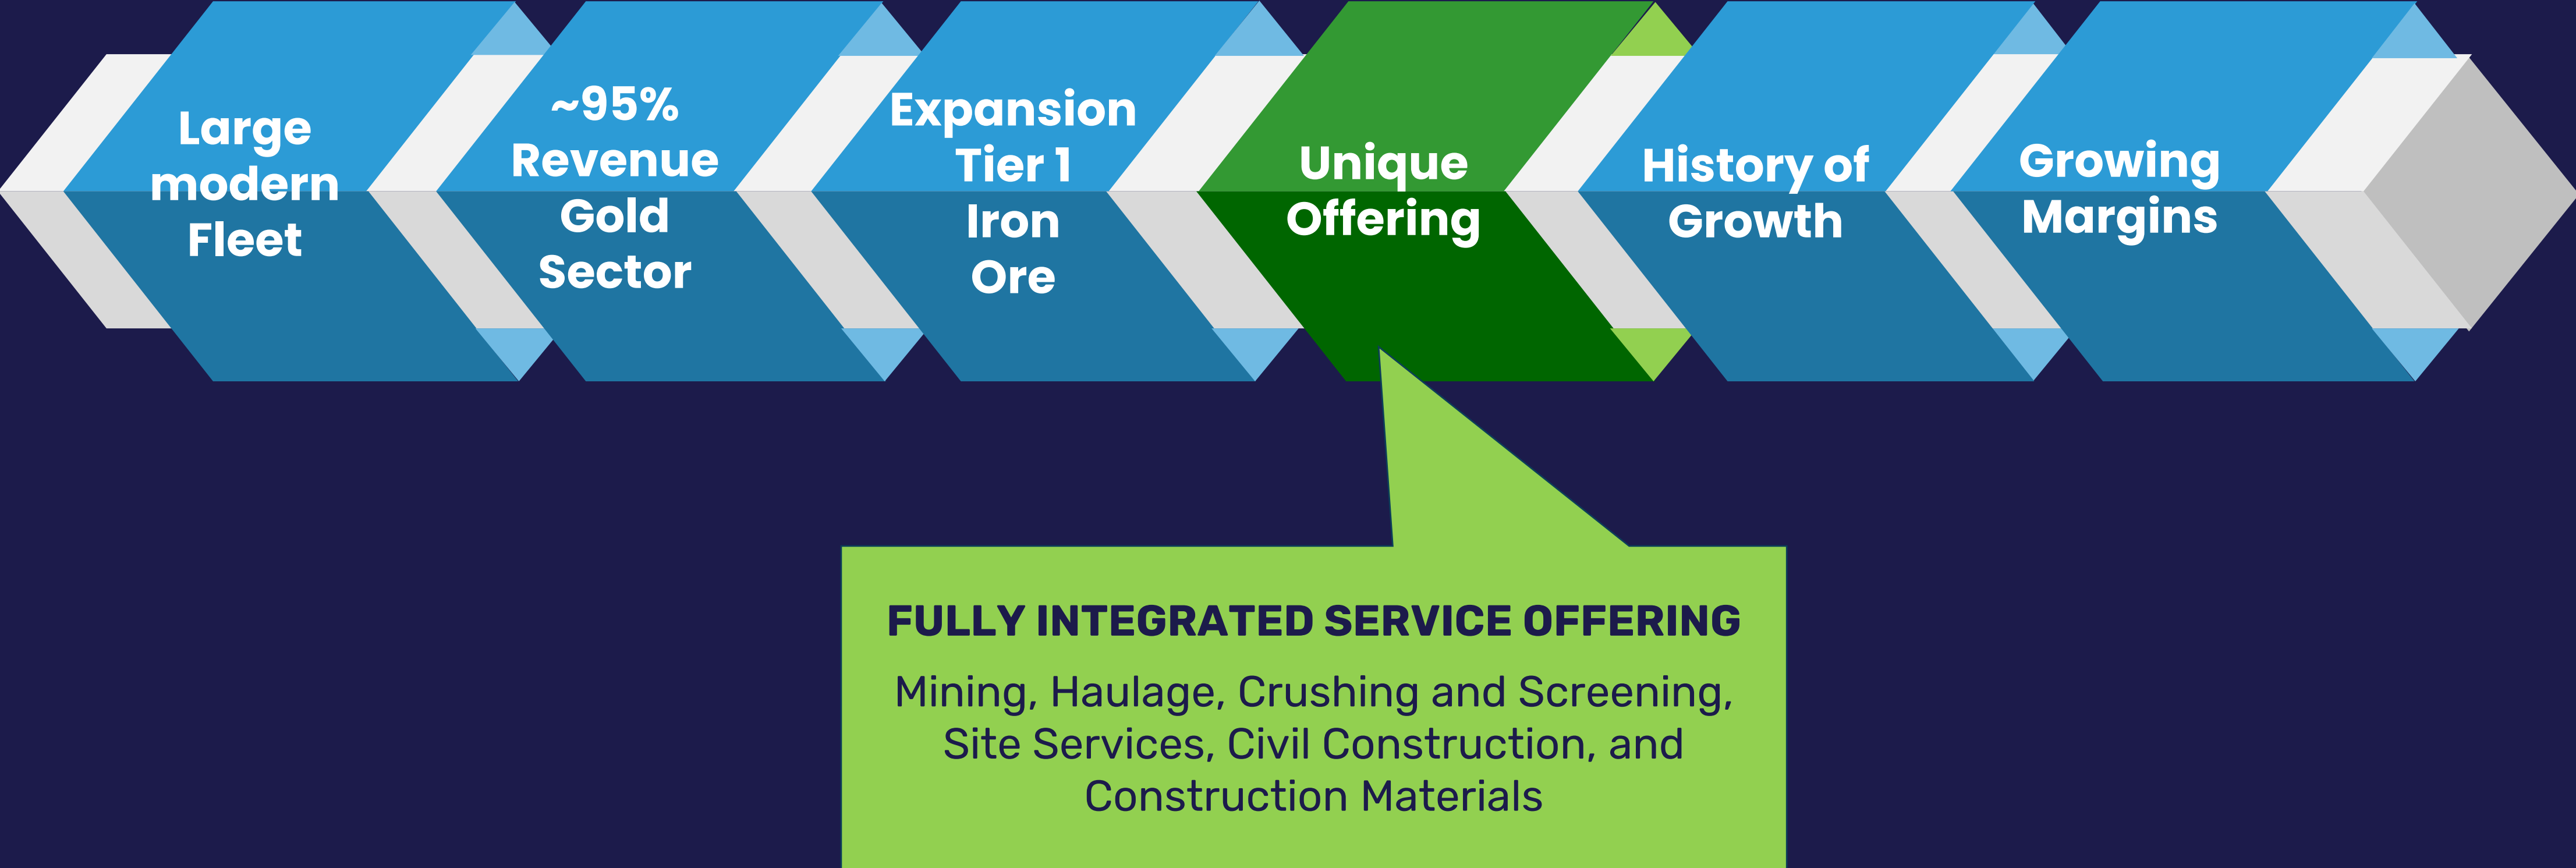 Large
modern
Fleet
~95%
Revenue
Gold
Sector
Expansion
Tier 1
Iron
Ore
Unique
Offering
History of
Growth
Growing
Margins
FULLY INTEGRATED SERVICE OFFERING
Mining, Haulage, Crushing and Screening,
Site Services, Civil Construction, and
Construction Materials